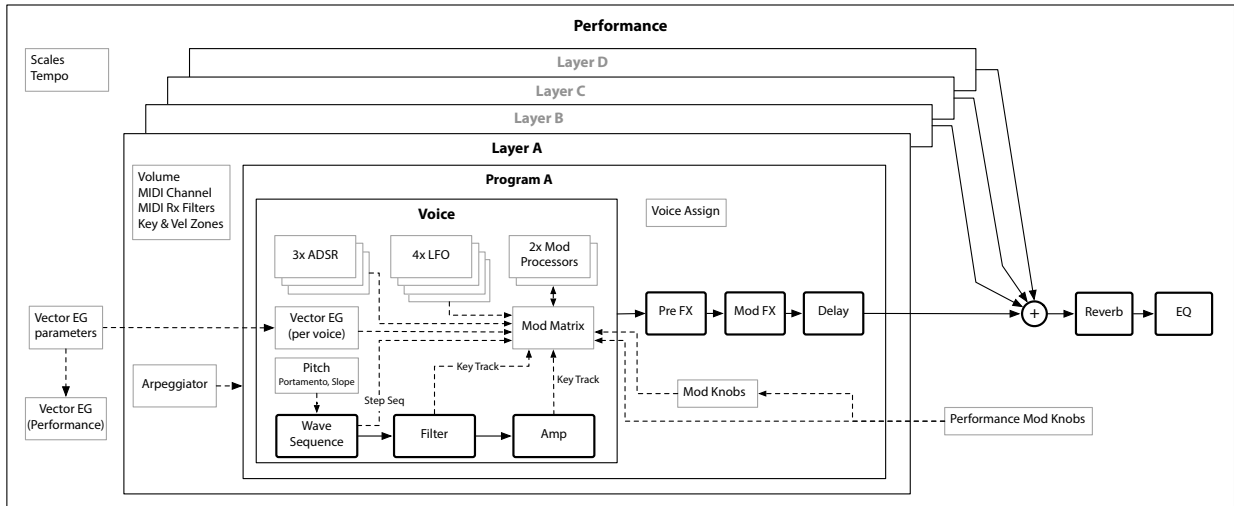 Performance
Scales
Tempo
Layer D
Layer C
Layer B
Layer A
Volume
MIDI Channel
MIDI Rx Filters
Key & Vel Zones
Program A
Voice
Voice Assign
3x ADSR
4x LFO
2x Mod
Processors
Vector EG
parameters
Vector EG
(per voice)
Mod Matrix
Pre FX
Mod FX
Delay
+
Reverb
EQ
Pitch
Portamento, Slope
Key Track
Key Track
Arpeggiator
Step Seq
Mod Knobs
Vector EG
(Performance)
Wave
Sequence
Filter
Amp
Performance Mod Knobs